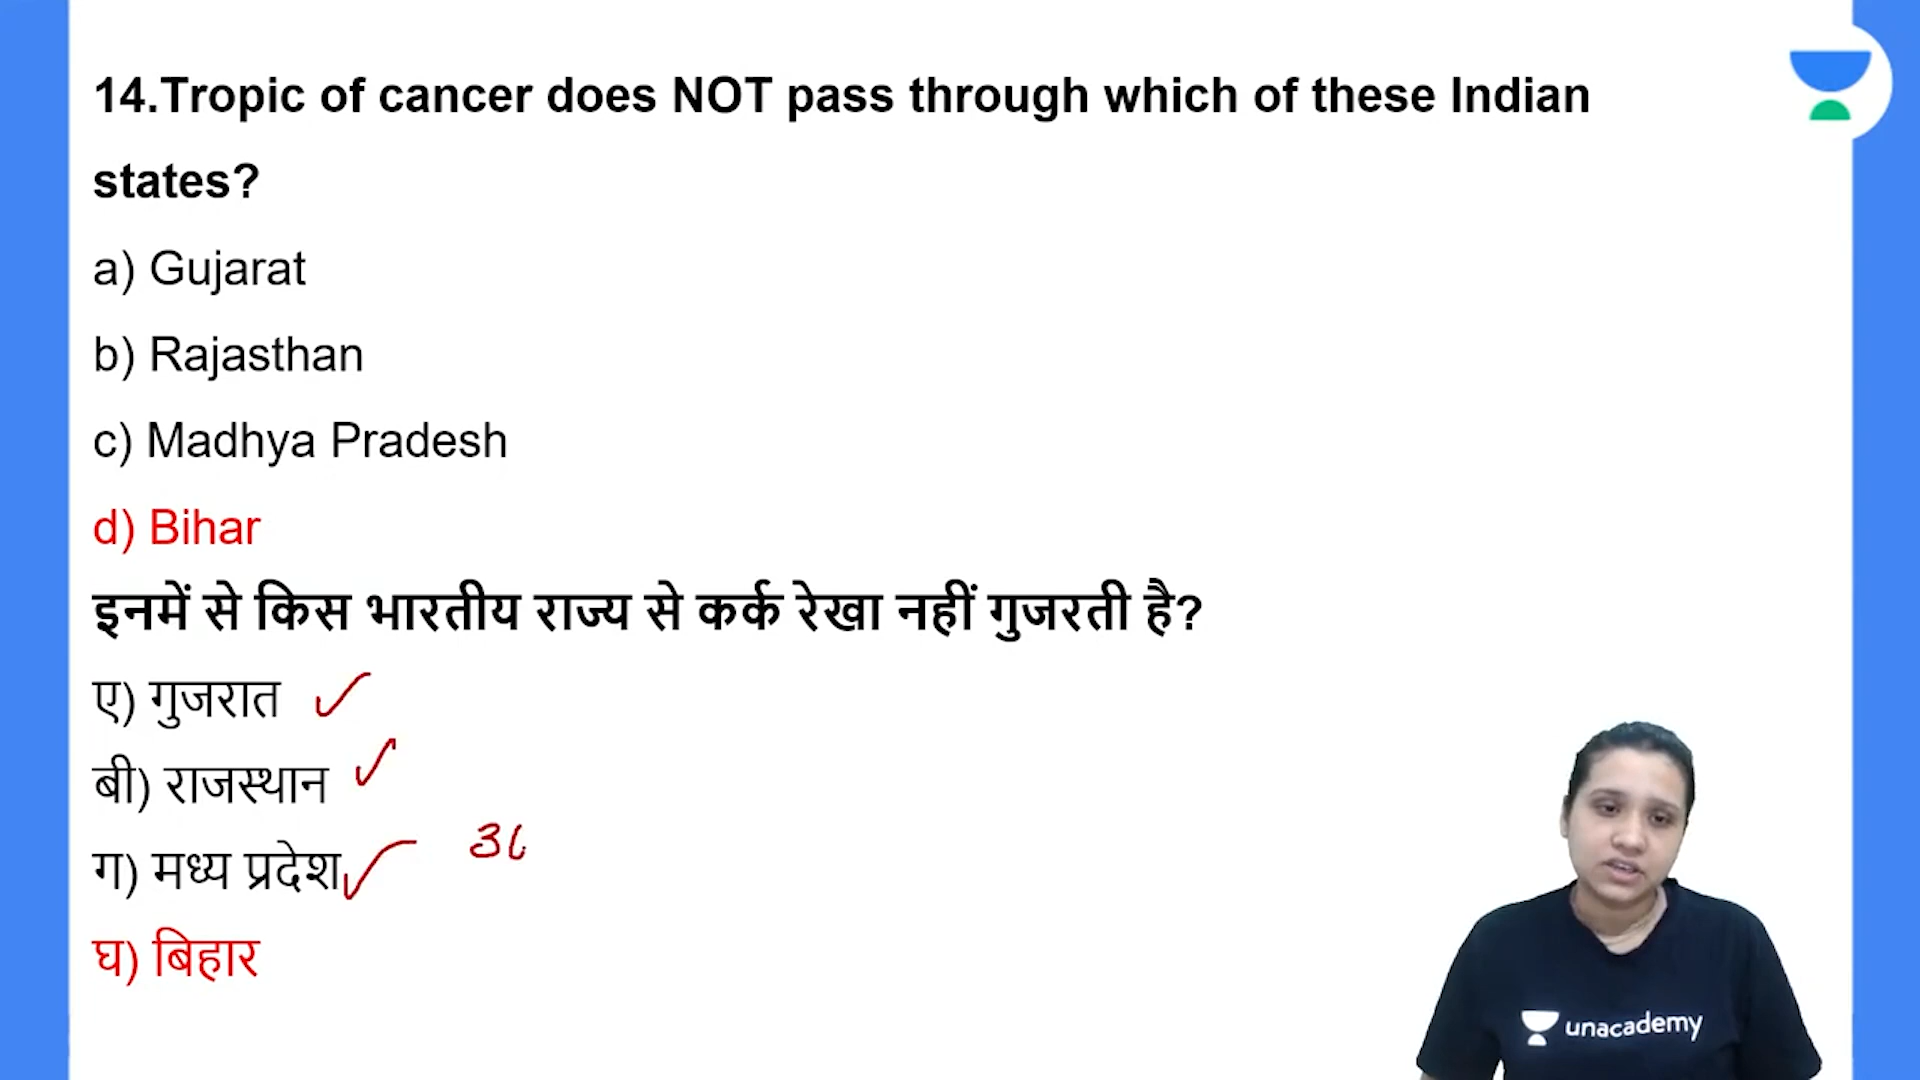 14.Tropic of cancer does NOT pass through which of these Indian
states?
a) Gujarat
b) Rajasthan
c) Madhya Pradesh
d) Bihar
इनमें से किस भारतीय राज्य से कर्क रेखा नहीं गुजरती है?
ए) गुजरात
बी) राजस्थान
ग) मध्य प्रदेश
घ) बिहार
unacademy